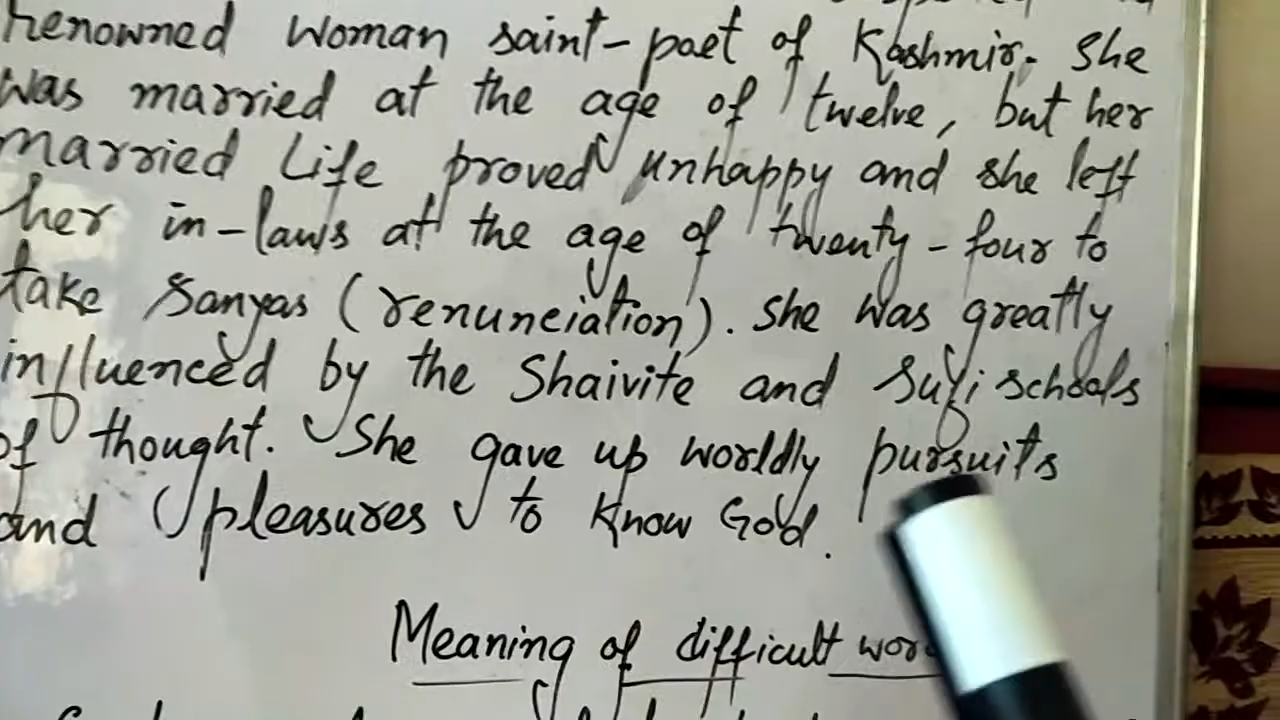 renowned woman saint-poet of Kashmir. She
was married at the age of twelve, but her
married Life proved unhappy and she left
her in-laws at the age of twenty-four to
take Sanyas (renunciation). She was greatly
influenced by the Shaivite and Sufi schools
of thought. She gave up worldly pursuits
and pleasures to Know God.
Meaning of difficult